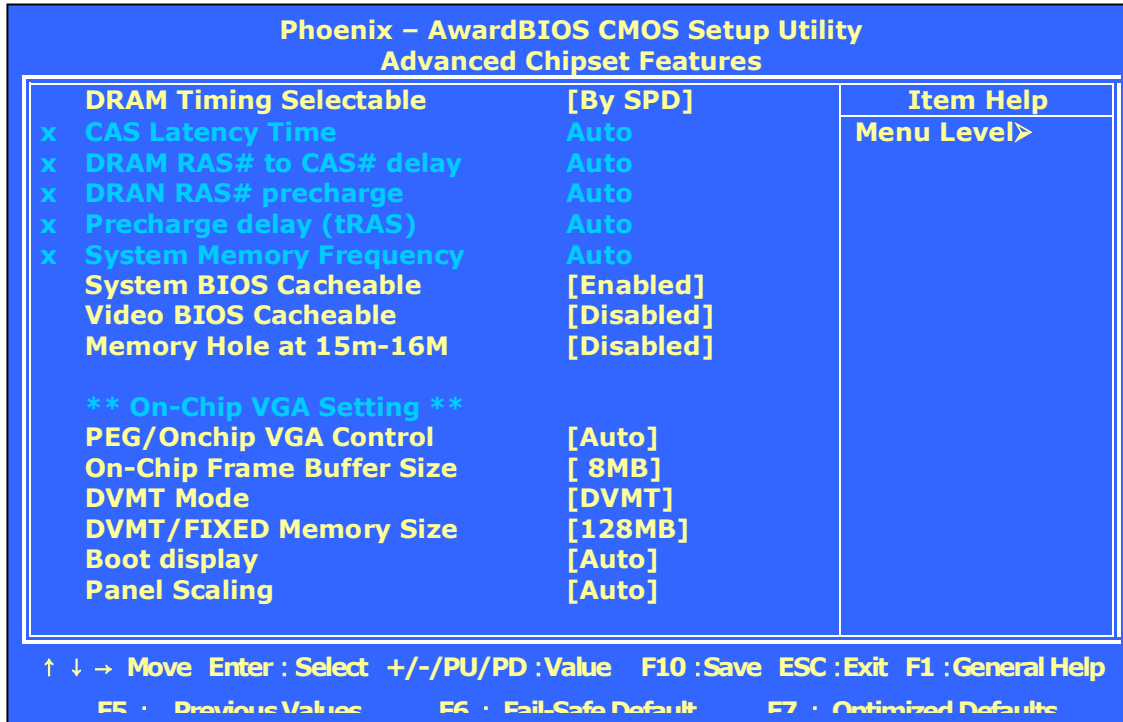 Phoenix – AwardBIOS CMOS Setup Utility
Advanced Chipset Features
DRAM Timing Selectable [By SPD] Item Help
x CAS Latency Time Auto Menu Level➢
x DRAM RAS# to CAS# delay Auto
x DRAN RAS# precharge Auto
x Precharge delay (tRAS) Auto
x System Memory Frequency Auto
System BIOS Cacheable [Enabled]
Video BIOS Cacheable [Disabled]
Memory Hole at 15m-16M [Disabled]
** On-Chip VGA Setting **
PEG/Onchip VGA Control [Auto]
On-Chip Frame Buffer Size [ 8MB]
DVMT Mode [DVMT]
DVMT/FIXED Memory Size [128MB]
Boot display [Auto]
Panel Scaling [Auto]
↑ ↓ → Move Enter : Select +/-/PU/PD : Value F10 : Save ESC : Exit F1 : General Help
F5 : Previous Values F6 : Fail-Safe Default F7 : Optimized Defaults